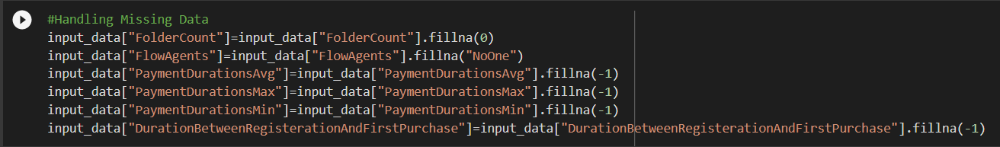 #Handling Missing Data
input_data["FolderCount"]=input_data["FolderCount"].fillna(0)
input_data["FlowAgents"]=input_data["FlowAgents"].fillna("NoOne")
input_data["PaymentDurationsAvg"]=input_data["PaymentDurationsAvg"].fillna(-1)
input_data["PaymentDurationsMax"]=input_data["PaymentDurationsMax"].fillna(-1)
input_data["PaymentDurationsMin"]=input_data["PaymentDurationsMin"].fillna(-1)
input_data["DurationBetweenRegisterationAndFirstPurchase"]=input_data["DurationBetweenRegisterationAndFirstPurchase"].fillna(-1)